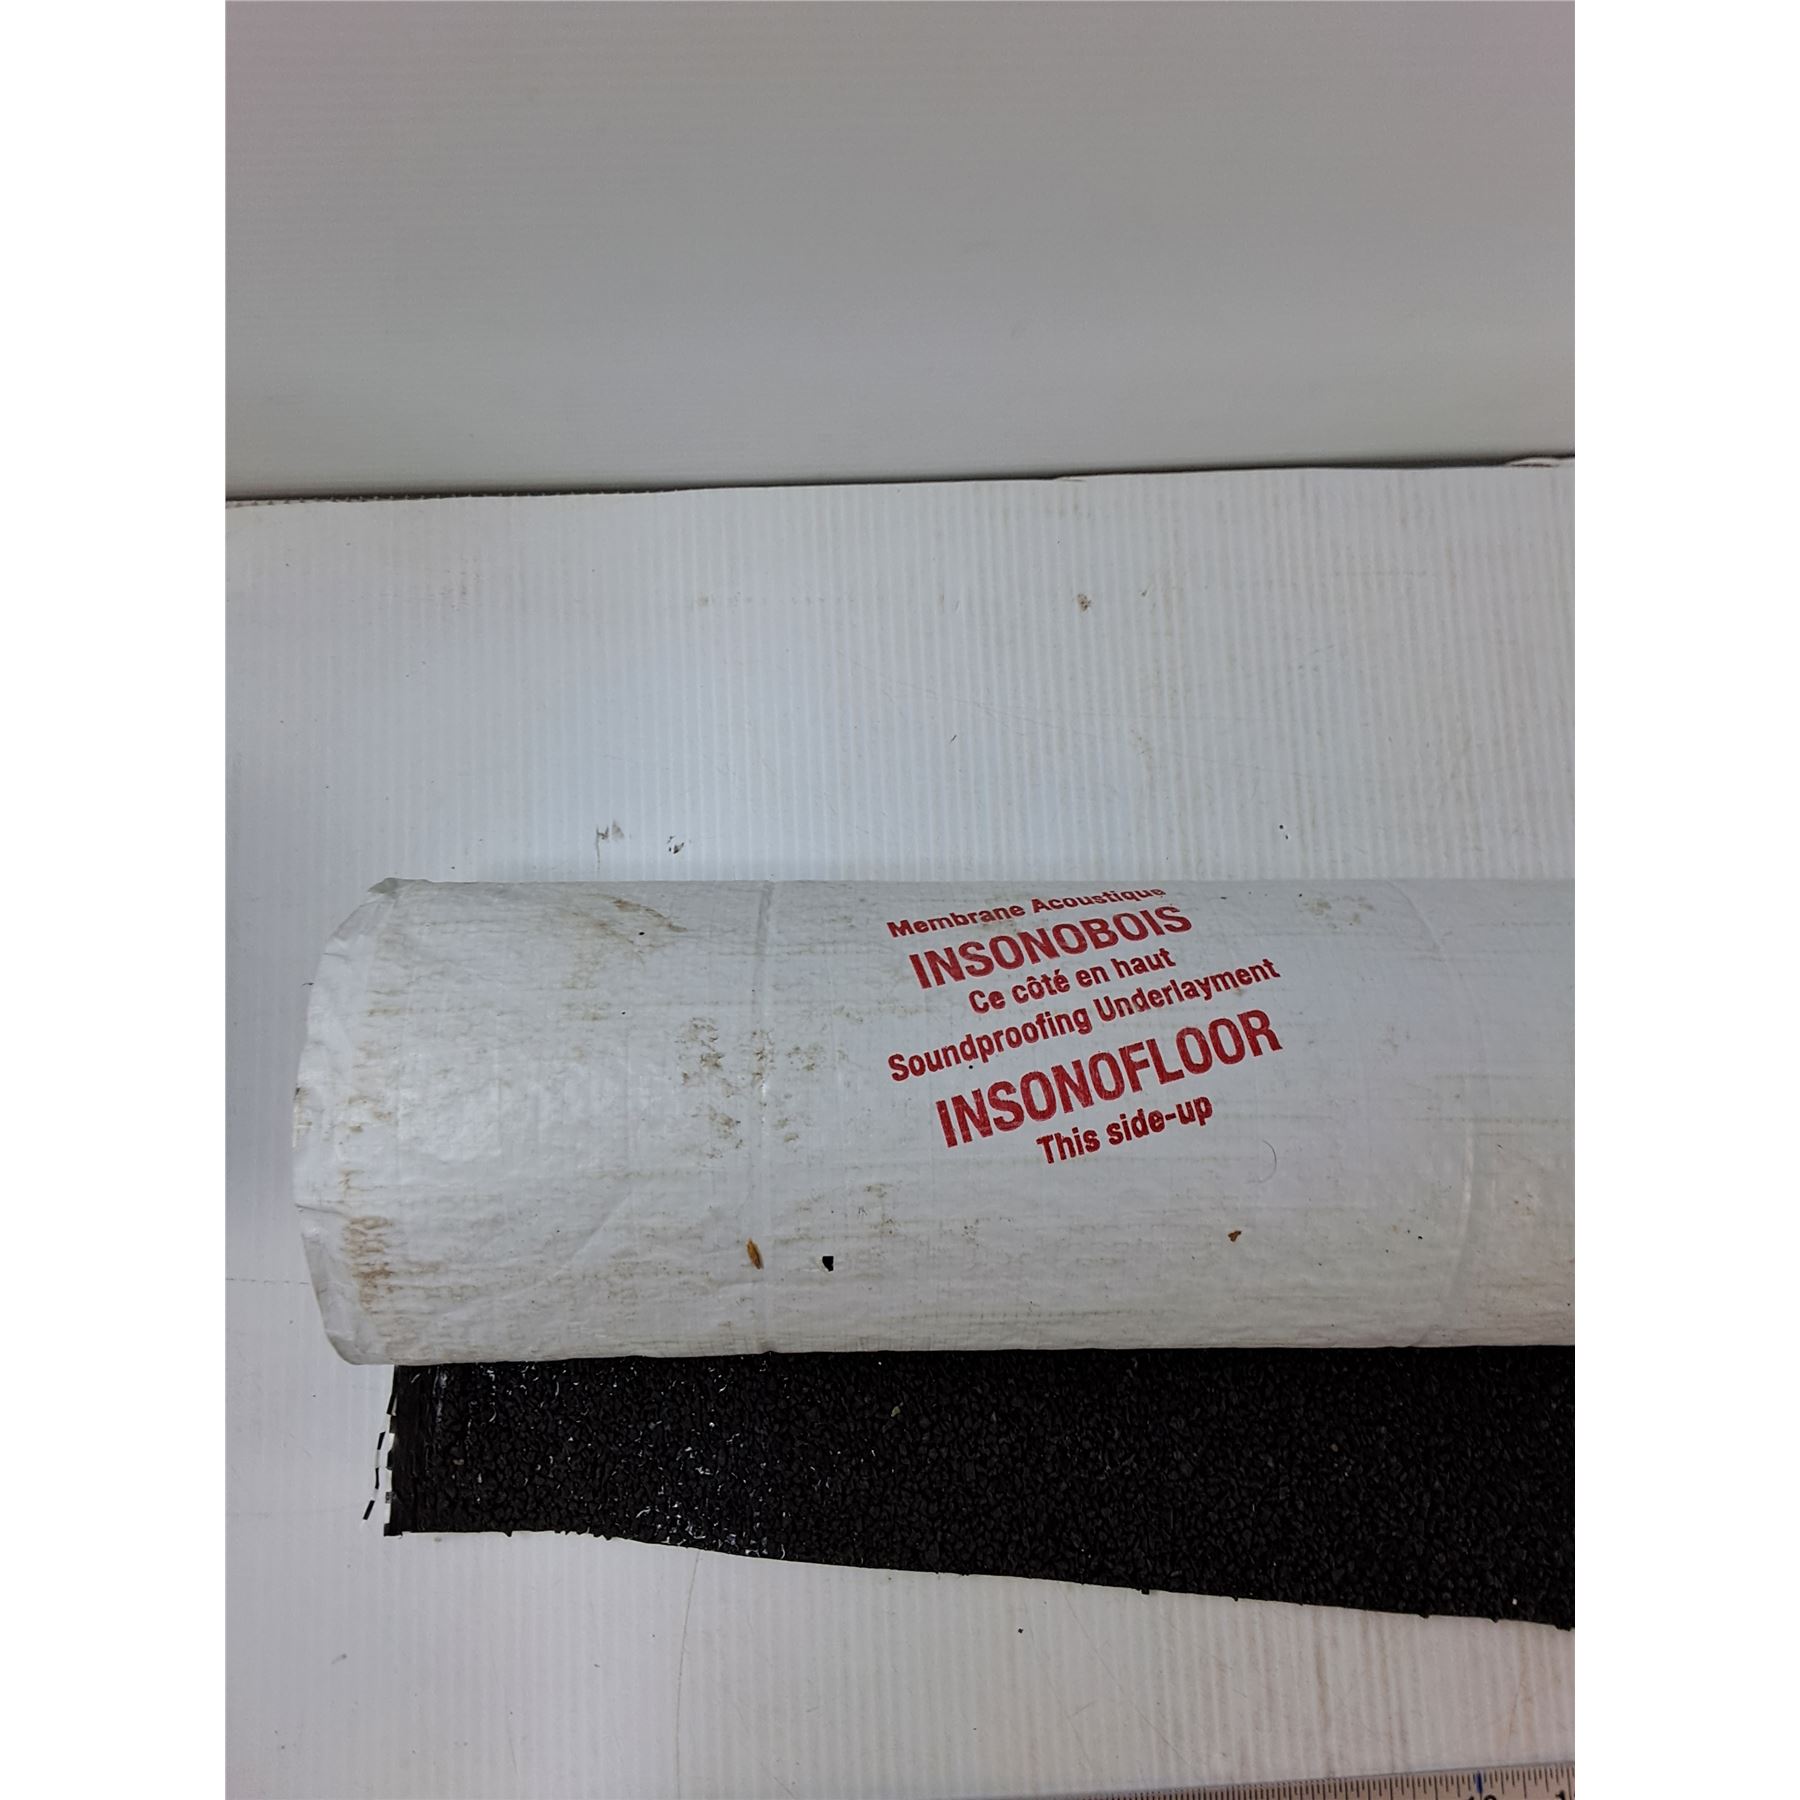 Membrane Acoustique
INSONOBOIS
Ce côté en haut
Soundproofing Underlayment
INSONOFLOOR
This side-up